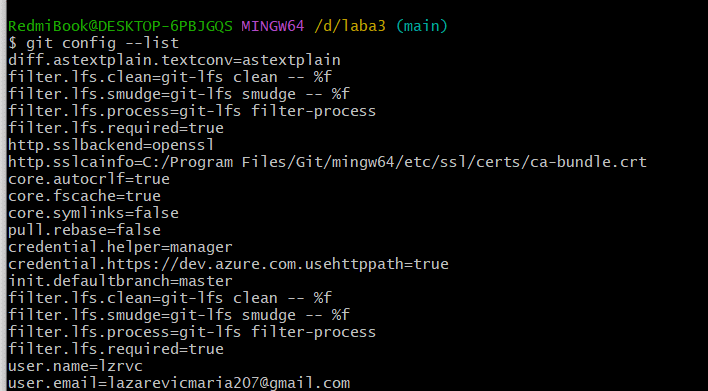 RedmiBook@DESKTOP-6PBJGQS MINGW64 /d/laba3 (main)
$ git config --list
diff.astextplain.textconv=astextplain
filter.lfs.clean=git-lfs clean -- %f
filter.lfs.smudge=git-lfs smudge -- %f
filter.lfs.process=git-lfs filter-process
filter.lfs.required=true
http.sslbackend=openssl
http.sslcainfo=C:/Program Files/Git/mingw64/etc/ssl/certs/ca-bundle.crt
core.autocrlf=true
core.fscache=true
core.symlinks=false
pull.rebase=false
credential.helper=manager
credential.https://dev.azure.com.usehttppath=true
init.defaultbranch=master
filter.lfs.clean=git-lfs clean -- %f
filter.lfs.smudge=git-lfs smudge -- %f
filter.lfs.process=git-lfs filter-process
filter.lfs.required=true
user.name=lzrvc
user.email=lazarevicmaria207@gmail.com